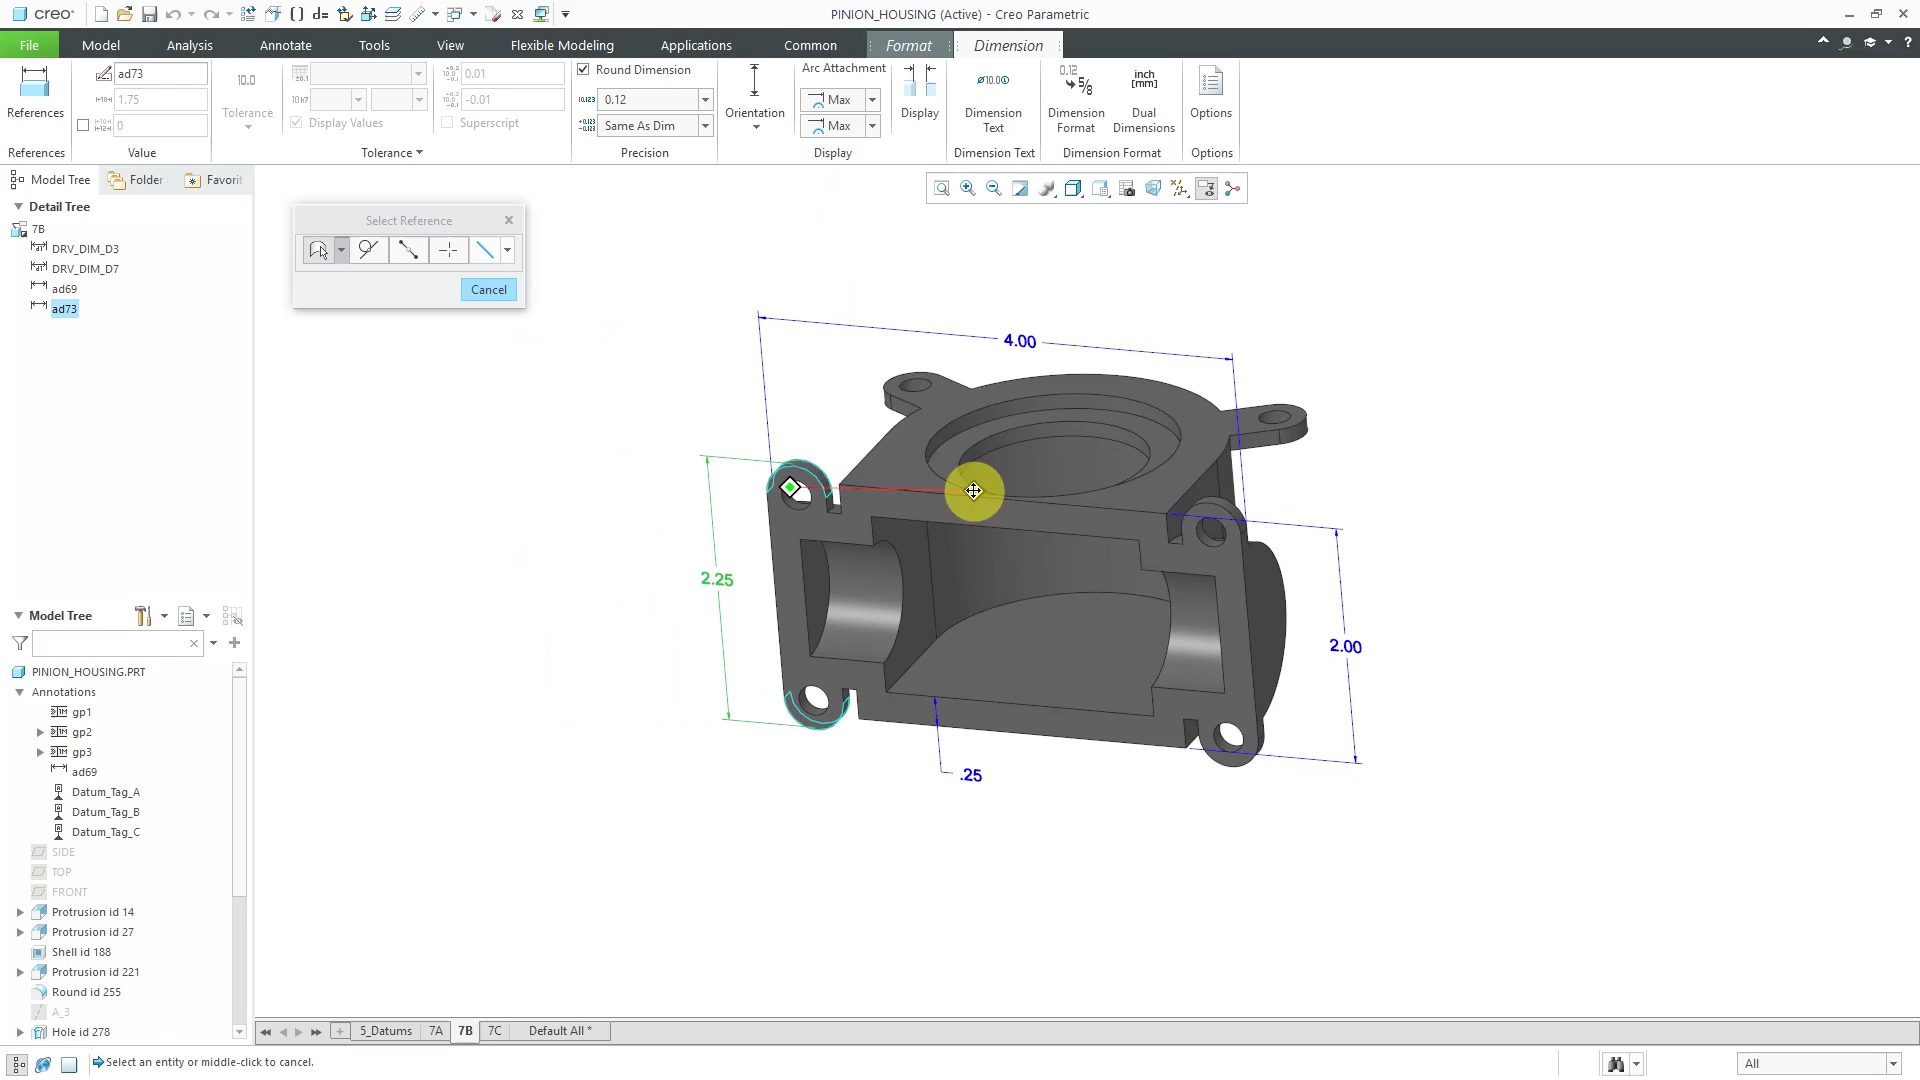 creo
PINION_HOUSING (Active) - Creo Parametric
File
Model
Analysis
Annotate
Tools
View
Flexible Modeling
Applications
Common
Format
Dimension
References
References
ad73
1.75
0
Value
10.0
Tolerance
Display Values
0.01
-0.01
Superscript
Tolerance
Round Dimension
0.12
Same As Dim
Precision
Orientation
Arc Attachment
Max
Max
Display
Display
Dimension
Text
Dimension Text
Dimension
Format
inch
[mm]
Dual
Dimensions
Dimension Format
Options
Options
Model Tree
Folder
Favorit
Detail Tree
7B
DRV_DIM_D3
DRV_DIM_D7
ad69
ad73
Select Reference
Cancel
4.00
2.25
2.00
.25
Model Tree
PINION_HOUSING.PRT
Annotations
gp1
gp2
gp3
ad69
Datum_Tag_A
Datum_Tag_B
Datum_Tag_C
SIDE
TOP
FRONT
Protrusion id 14
Protrusion id 27
Shell id 188
Protrusion id 221
Round id 255
A_3
Hole id 278
5_Datums
7A
7B
7C
Default All *
Select an entity or middle-click to cancel.
All